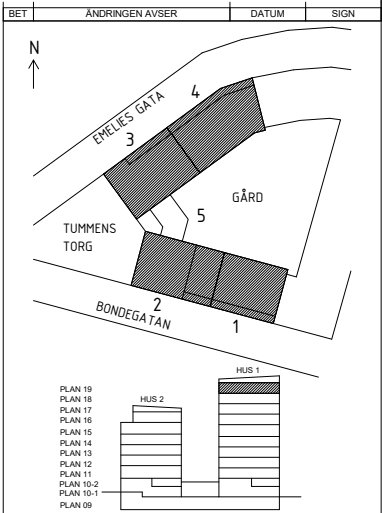 BET ÄNDRINGEN AVSER DATUM SIGN
N
EMELIES GATA
4
3
GÅRD
5
TUMMENS
TORG
2
BONDEGATAN
1
HUS 1
PLAN 19
PLAN 18 HUS 2
PLAN 17
PLAN 16
PLAN 15
PLAN 14
PLAN 13
PLAN 12
PLAN 11
PLAN 10-2
PLAN 10-1
PLAN 09